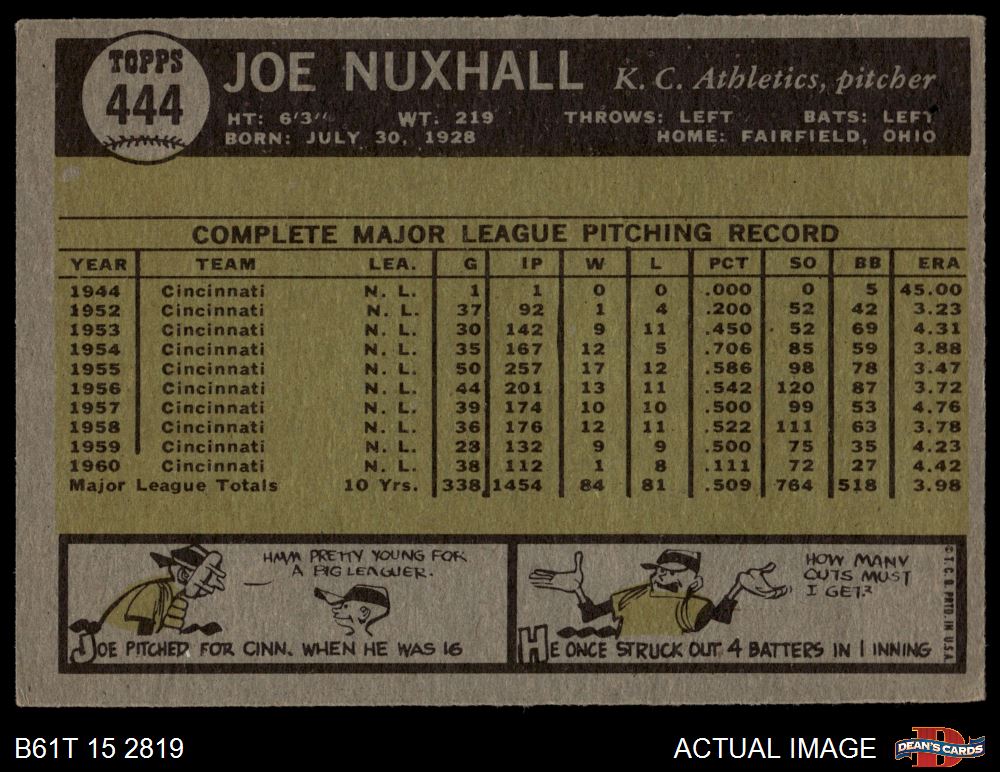 TOPPS
444
JOE NUXHALL K. C. Athletics, pitcher
HT: 6'3" WT: 219 THROWS: LEFT BATS: LEFT
BORN: JULY 30, 1928 HOME: FAIRFIELD, OHIO
COMPLETE MAJOR LEAGUE PITCHING RECORD
YEAR TEAM LEA. G IP W L PCT SO BB ERA
1944 Cincinnati N. L. 1 1 0 0 .000 0 5 45.00
1952 Cincinnati N. L. 37 92 1 4 .200 52 42 3.23
1953 Cincinnati N. L. 30 142 9 11 .450 52 69 4.31
1954 Cincinnati N. L. 35 167 12 5 .706 85 59 3.88
1955 Cincinnati N. L. 50 257 17 12 .586 98 78 3.47
1956 Cincinnati N. L. 44 201 13 11 .542 120 87 3.72
1957 Cincinnati N. L. 39 174 10 10 .500 99 53 4.76
1958 Cincinnati N. L. 36 176 12 11 .522 111 63 3.78
1959 Cincinnati N. L. 28 132 9 9 .500 75 35 4.23
1960 Cincinnati N. L. 38 112 1 8 .111 72 27 4.42
Major League Totals 10 Yrs. 338 1454 84 81 .509 764 518 3.98
HMM PRETTY YOUNG FOR
A BIG LEAGUER.
JOE PITCHED FOR CINN. WHEN HE WAS 16
HOW MANY
OUTS MUST
I GET?
HE ONCE STRUCK OUT 4 BATTERS IN 1 INNING
© T. C. G. PRTD. IN U.S.A.
B61T 15 2819
ACTUAL IMAGE
DEAN'S CARDS